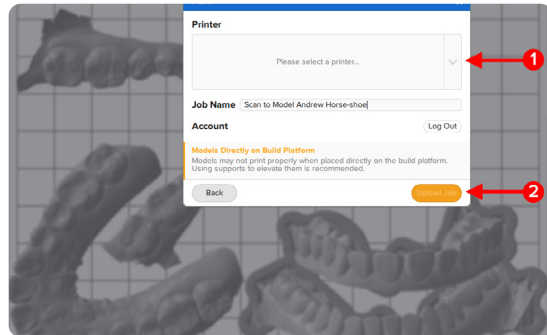 Printer
Please select a printer...
1
Job Name Scan to Model Andrew Horse-shoe
Account Log Out
Models Directly on Build Platform
Models may not print properly when placed directly on the build platform.
Using supports to elevate them is recommended.
Back Upload Job 2